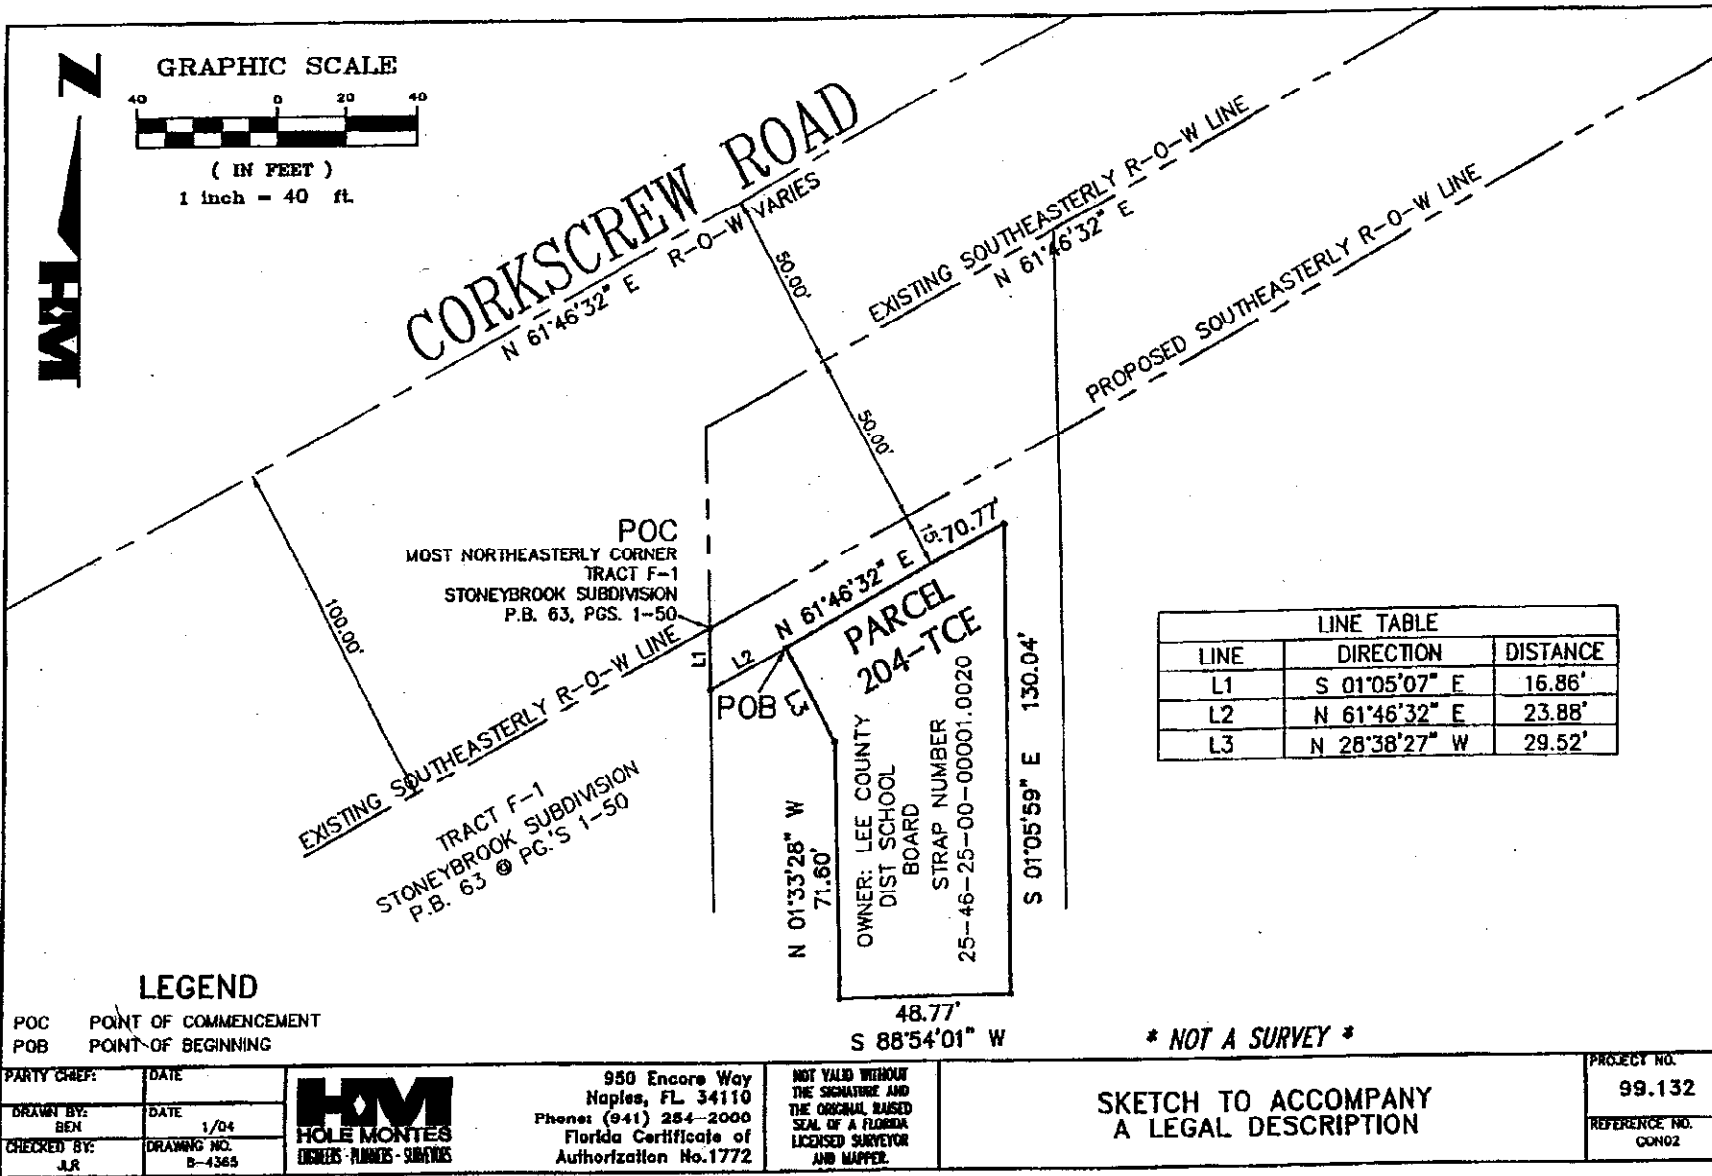 N
GRAPHIC SCALE
40 0 20 40
( IN FEET )
1 inch = 40 ft.
HM
CORKSCREW ROAD
N 61°46'32" E R-O-W VARIES
50.00'
EXISTING SOUTHEASTERLY R-O-W LINE
N 61°46'32" E
PROPOSED SOUTHEASTERLY R-O-W LINE
50.00'
100.00'
POC
MOST NORTHEASTERLY CORNER
TRACT F-1
STONEYBROOK SUBDIVISION
P.B. 63, PGS. 1-50
EXISTING SOUTHEASTERLY R-O-W LINE
L1
L2
N 61°46'32" E
15'
70.77'
POB
L3
PARCEL
204-TCE
OWNER: LEE COUNTY
DIST SCHOOL
BOARD
STRAP NUMBER
25-46-25-00-00001.0020
S 01°05'59" E 130.04'
N 01°33'28" W
71.60'
48.77'
S 88°54'01" W
TRACT F-1
STONEYBROOK SUBDIVISION
P.B. 63 @ PG.'S 1-50
LINE TABLE
LINE DIRECTION DISTANCE
L1 S 01°05'07" E 16.86'
L2 N 61°46'32" E 23.88'
L3 N 28°38'27" W 29.52'
LEGEND
POC POINT OF COMMENCEMENT
POB POINT OF BEGINNING
* NOT A SURVEY *
PARTY CHIEF: DATE
DRAWN BY: DATE
BEN 1/04
CHECKED BY: DRAWING NO.
JLR B-4365
HM
HOLE MONTES
ENGINEERS · PLANNERS · SURVEYORS
950 Encore Way
Naples, FL. 34110
Phone: (941) 254-2000
Florida Certificate of
Authorization No.1772
NOT VALID WITHOUT
THE SIGNATURE AND
THE ORIGINAL RAISED
SEAL OF A FLORIDA
LICENSED SURVEYOR
AND MAPPER.
SKETCH TO ACCOMPANY
A LEGAL DESCRIPTION
PROJECT NO.
99.132
REFERENCE NO.
CON02